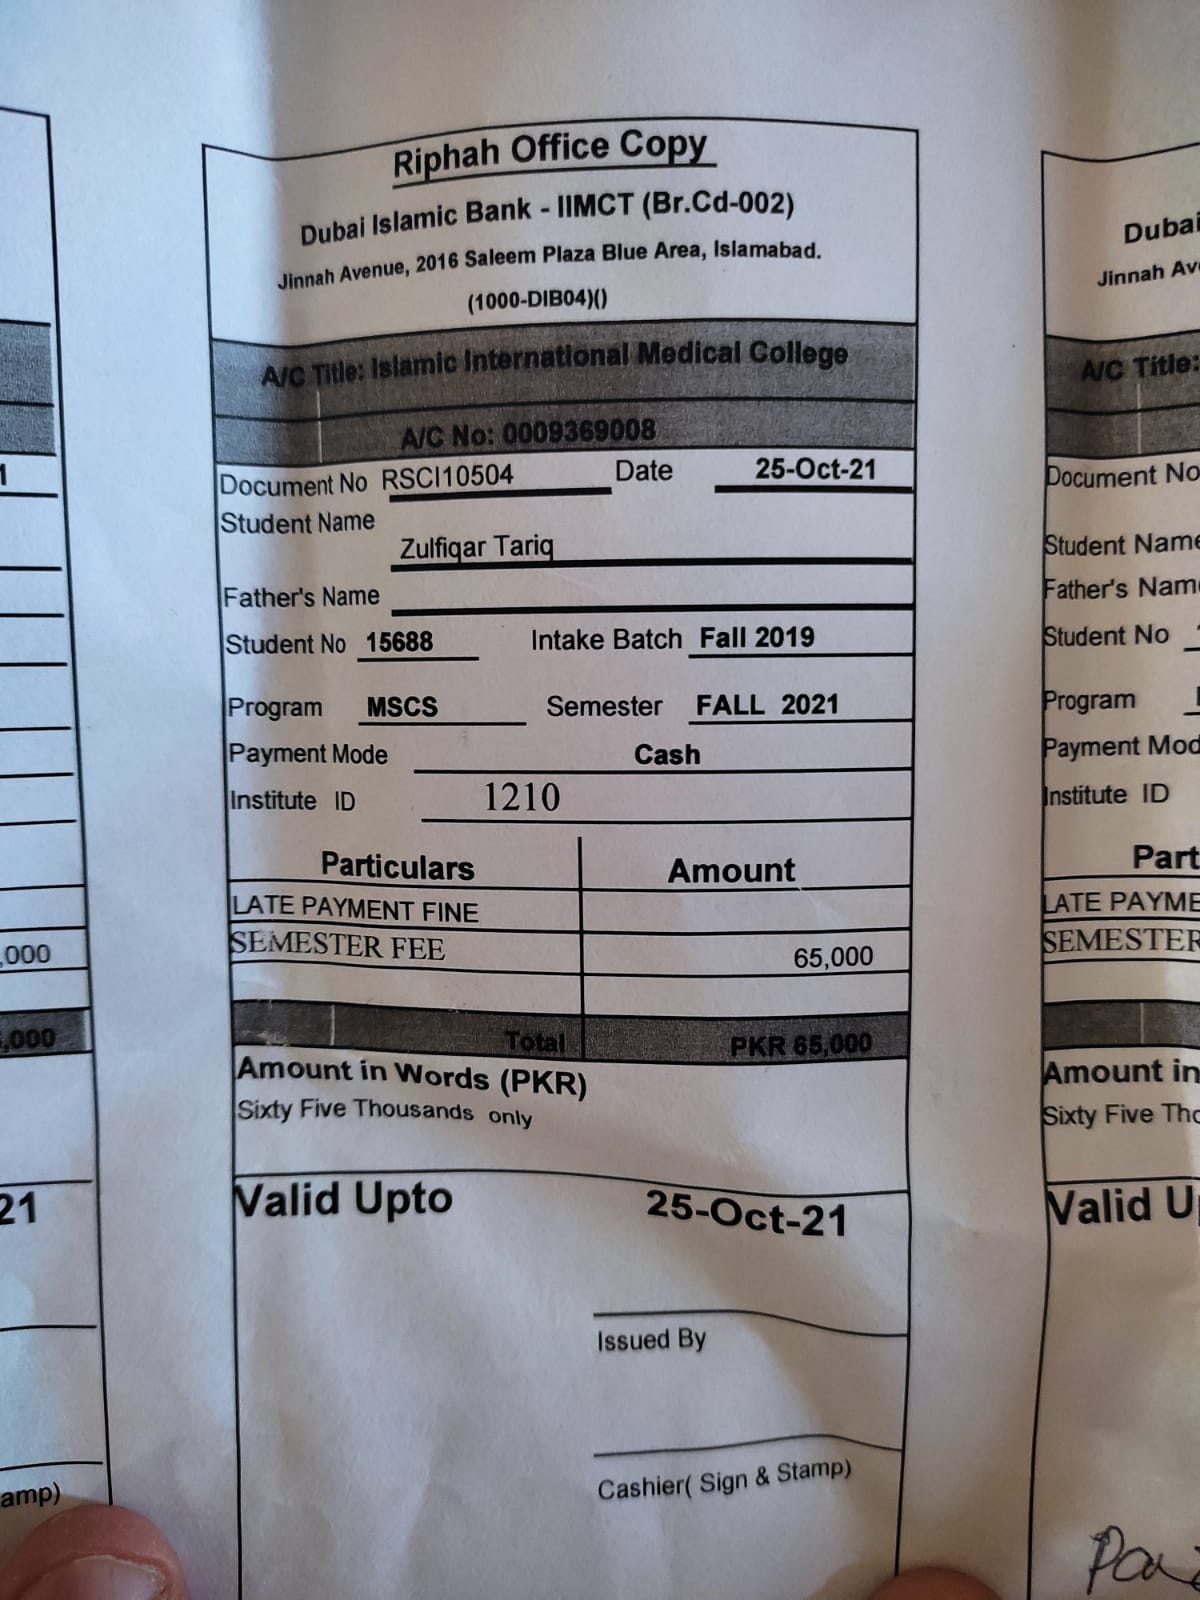 Riphah Office Copy
Dubai Islamic Bank - IIMCT (Br.Cd-002)
Jinnah Avenue, 2016 Saleem Plaza Blue Area, Islamabad.
(1000-DIB04)()
A/C Title: Islamic International Medical College
A/C No: 0009369008
Document No RSCI10504 Date 25-Oct-21
Student Name
Zulfiqar Tariq
Father's Name
Student No 15688 Intake Batch Fall 2019
Program MSCS Semester FALL 2021
Payment Mode Cash
Institute ID 1210
Particulars Amount
LATE PAYMENT FINE
SEMESTER FEE 65,000
Total PKR 65,000
Amount in Words (PKR)
Sixty Five Thousands only
Valid Upto 25-Oct-21
Issued By
Cashier( Sign & Stamp)
,000
,000
21
amp)
Dubai
Jinnah Av
A/C Title:
Document No
Student Name
Father's Nam
Student No
Program
Payment Mod
Institute ID
Part
LATE PAYME
SEMESTER
Amount in
Sixty Five Tho
Valid U